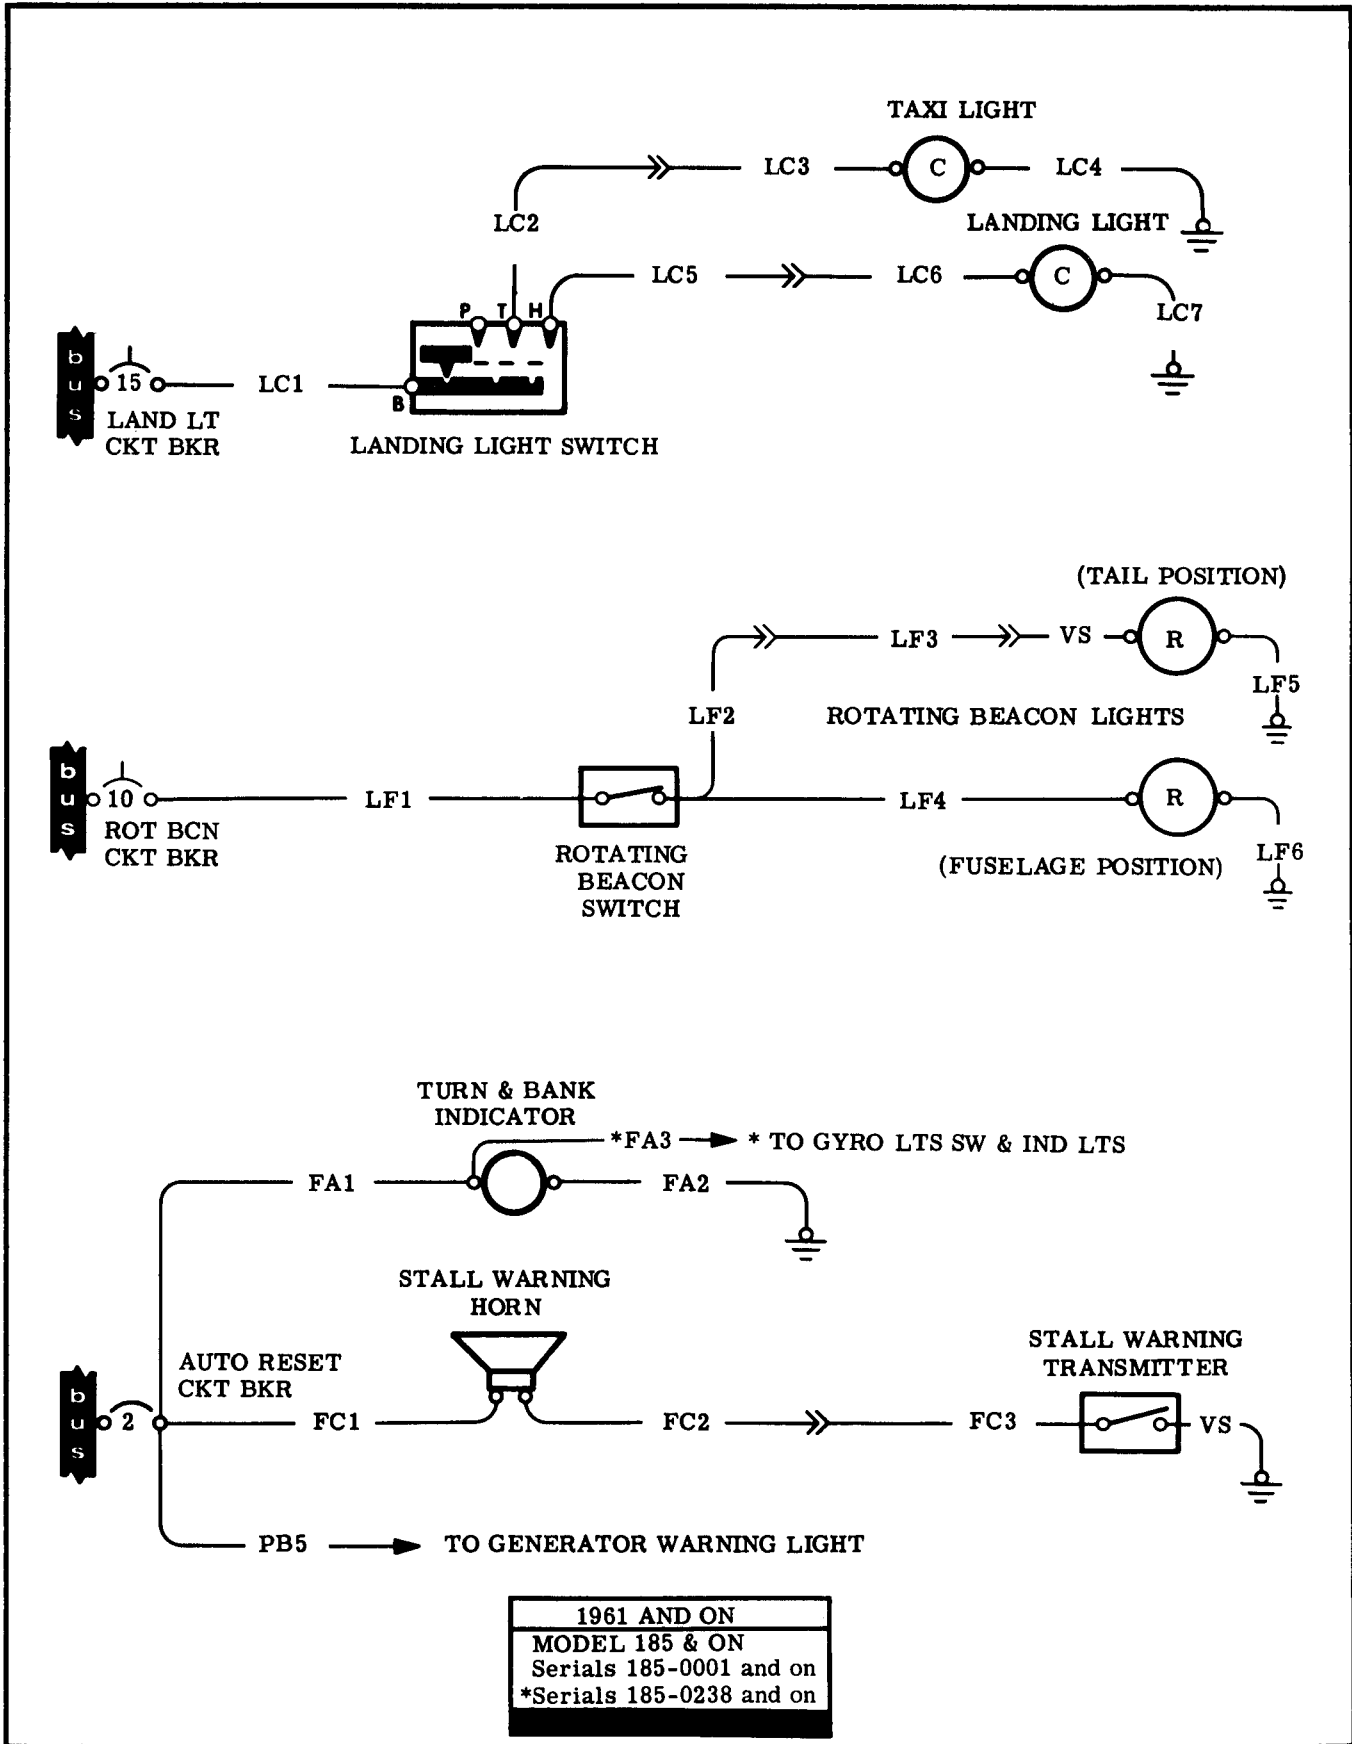 TAXI LIGHT
LC3
C
LC4
LC2
LANDING LIGHT
LC5
LC6
C
LC7
P T H
bus
15
LC1
B
LAND LT
CKT BKR
LANDING LIGHT SWITCH
(TAIL POSITION)
LF3
VS
R
LF5
LF2
ROTATING BEACON LIGHTS
bus
10
LF1
LF4
R
ROT BCN
CKT BKR
ROTATING
BEACON
SWITCH
(FUSELAGE POSITION)
LF6
TURN & BANK
INDICATOR
*FA3
* TO GYRO LTS SW & IND LTS
FA1
FA2
STALL WARNING
HORN
AUTO RESET
CKT BKR
STALL WARNING
TRANSMITTER
bus
2
FC1
FC2
FC3
VS
PB5
TO GENERATOR WARNING LIGHT
1961 AND ON
MODEL 185 & ON
Serials 185-0001 and on
*Serials 185-0238 and on